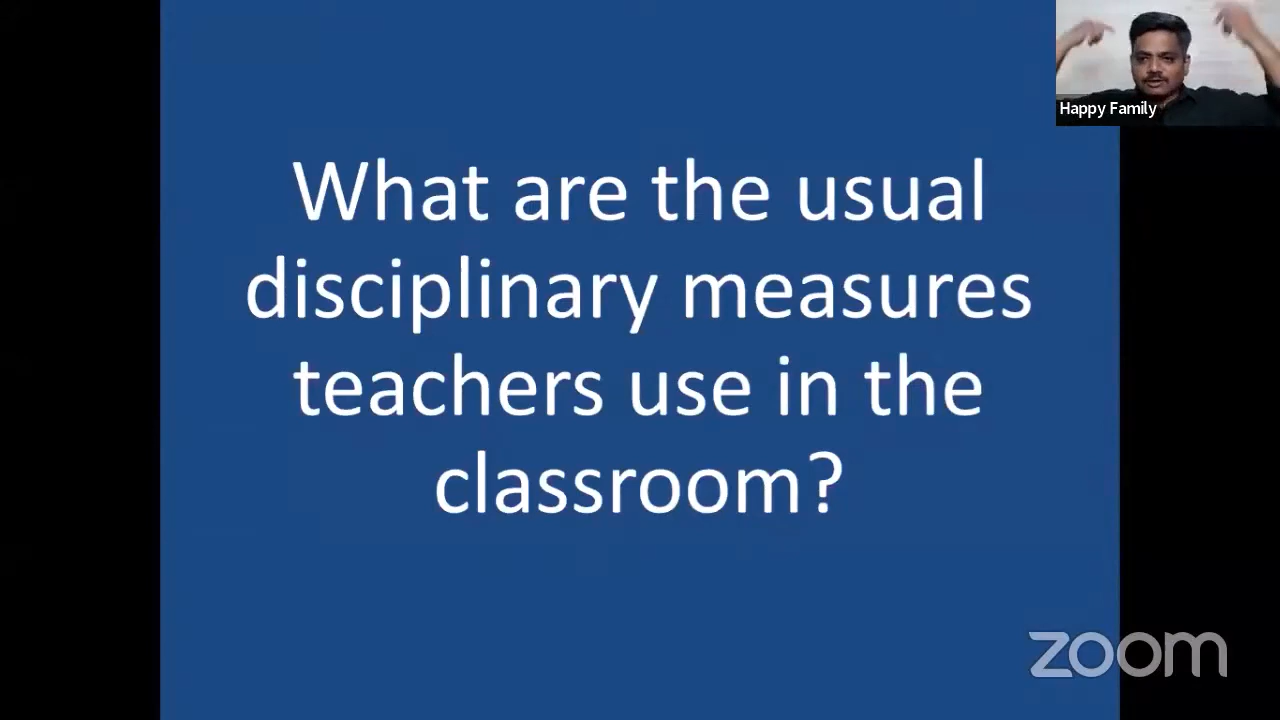 Happy Family
What are the usual
disciplinary measures
teachers use in the
classroom?
zoom